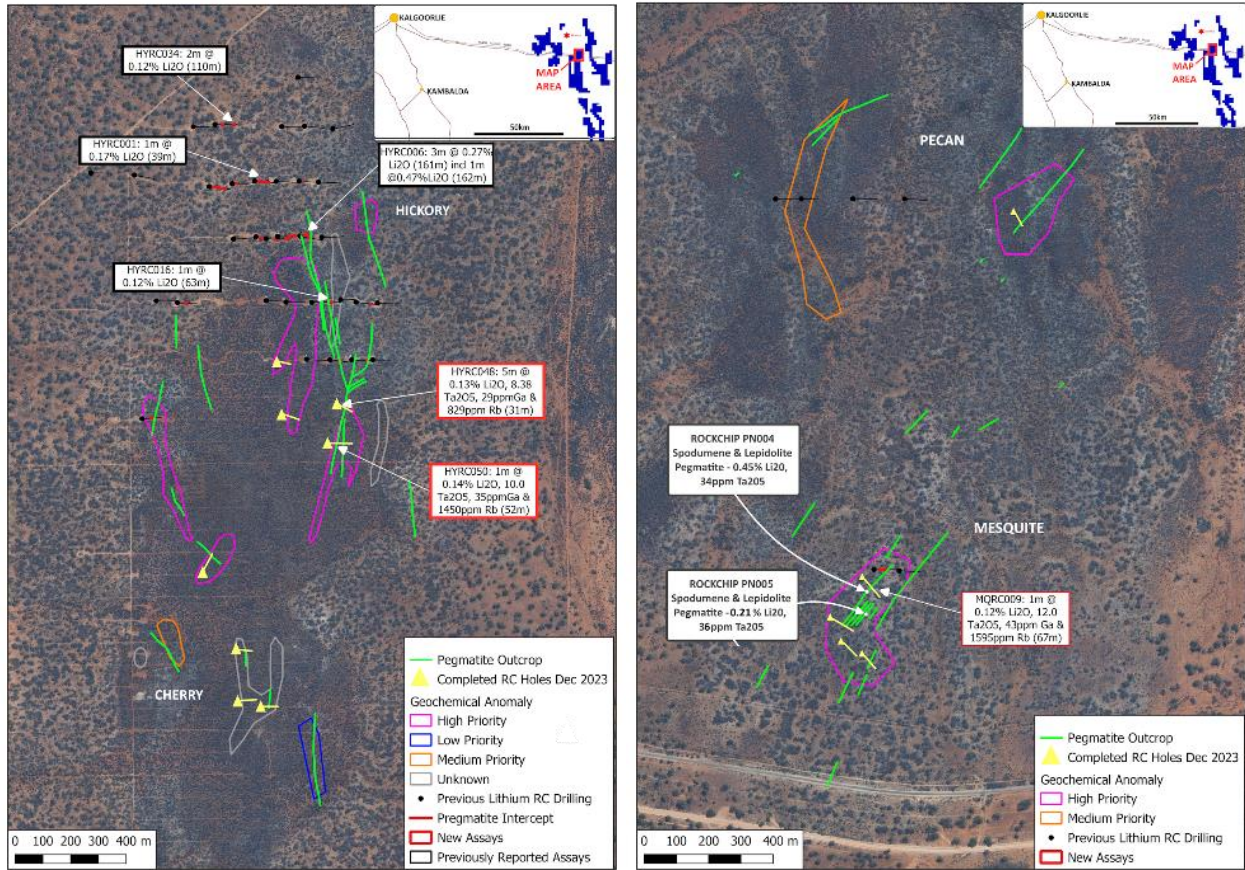 HYRC034: 2m @
0.12% Li2O (110m)
KALGOORLIE
KAMBALDA
MAP
AREA
50km
HYRC001: 1m @
0.17% Li2O (39m)
HYRC006: 3m @ 0.27%
Li2O (161m) incl 1m
@0.47%Li2O (162m)
HICKORY
HYRC016: 1m @
0.12% Li2O (63m)
HYRC048: 5m @
0.13% Li2O, 8.38
Ta2O5, 29ppmGa &
829ppm Rb (31m)
HYRC050: 1m @
0.14% Li2O, 10.0
Ta2O5, 35ppmGa &
1450ppm Rb (52m)
CHERRY
Pegmatite Outcrop
Completed RC Holes Dec 2023
Geochemical Anomaly
High Priority
Low Priority
Medium Priority
Unknown
Previous Lithium RC Drilling
Pregmatite Intercept
New Assays
Previously Reported Assays
0 100 200 300 400 m
KALGOORLIE
KAMBALDA
MAP
AREA
50km
PECAN
ROCKCHIP PN004
Spodumene & Lepidolite
Pegmatite - 0.45% Li20,
34ppm Ta205
MESQUITE
ROCKCHIP PN005
Spodumene & Lepidolite
Pegmatite -0.21% Li20,
36ppm Ta205
MQRC009: 1m @
0.12% Li2O, 12.0
Ta2O5, 43ppm Ga &
1595ppm Rb (67m)
Pegmatite Outcrop
Completed RC Holes Dec 2023
Geochemical Anomaly
High Priority
Medium Priority
Previous Lithium RC Drilling
New Assays
0 100 200 300 400 m